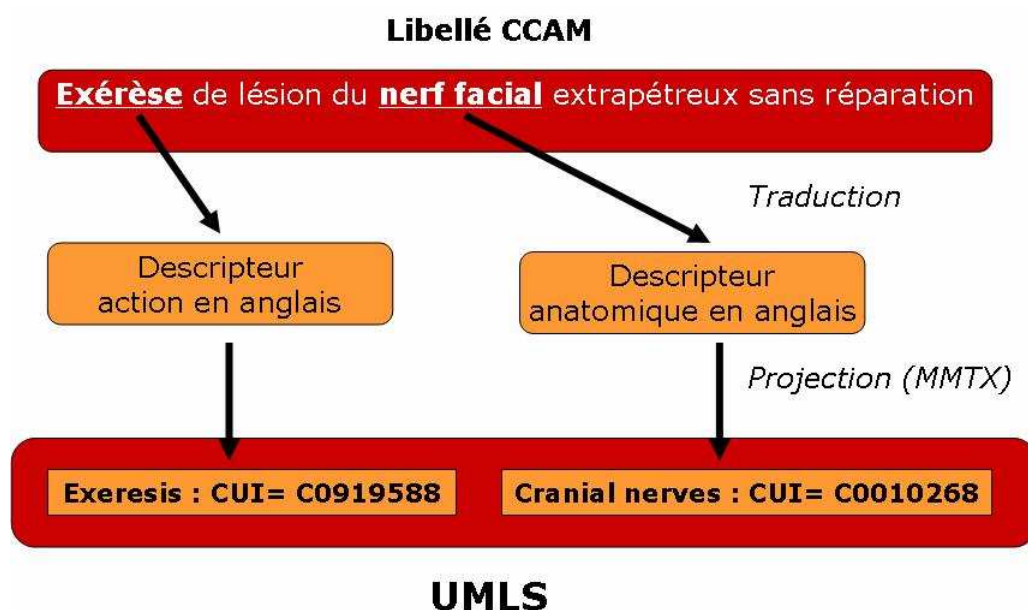 Libellé CCAM
Exérèse de lésion du nerf facial extrapétreux sans réparation
Traduction
Descripteur
action en anglais
Descripteur
anatomique en anglais
Projection (MMTX)
Exeresis : CUI= C0919588
Cranial nerves : CUI= C0010268
UMLS